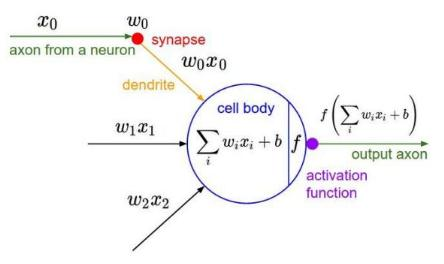 x₀
w₀
axon from a neuron
synapse
w₀x₀
dendrite
cell body
f(∑ᵢ wᵢxᵢ + b)
w₁x₁
∑ᵢ wᵢxᵢ + b
f
output axon
activation
function
w₂x₂